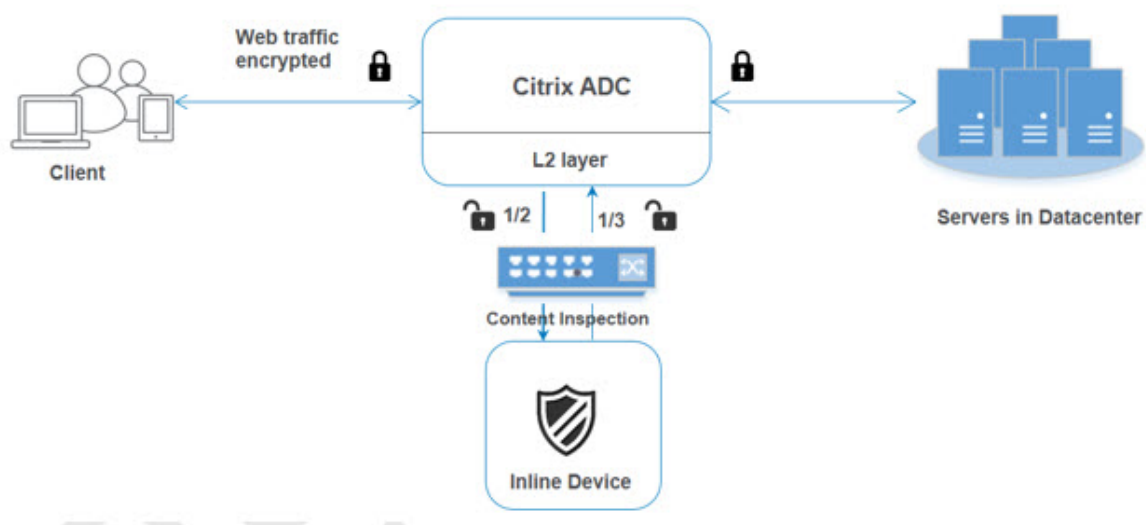 Web traffic
encrypted
Citrix ADC
L2 layer
Client
1/2
1/3
Servers in Datacenter
Content Inspection
Inline Device